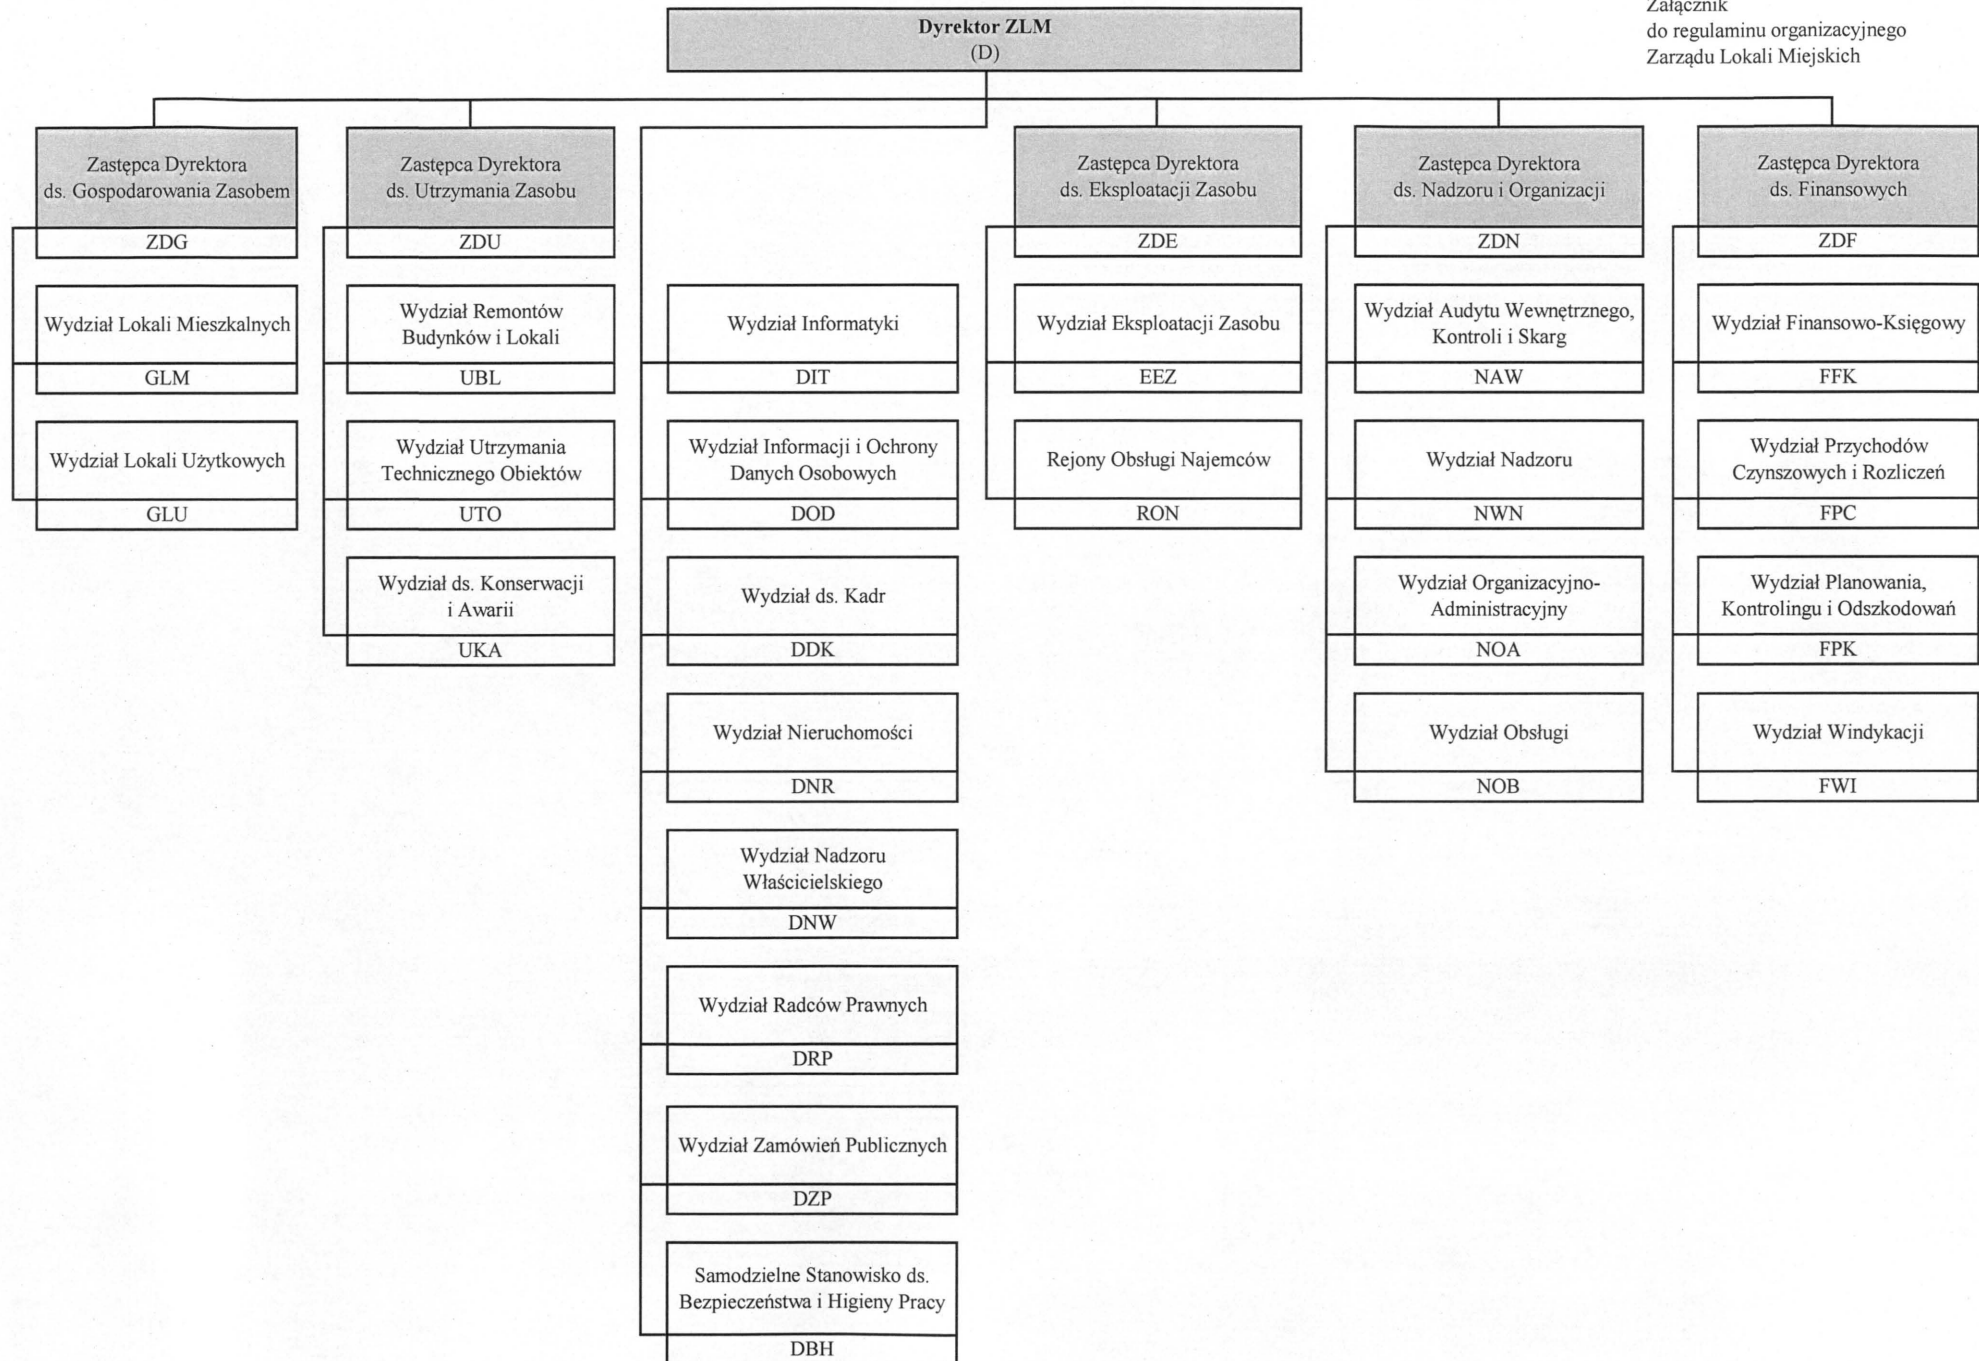 Załącznik
do regulaminu organizacyjnego
Zarządu Lokali Miejskich
Dyrektor ZLM
(D)
Zastępca Dyrektora
ds. Gospodarowania Zasobem
ZDG
Wydział Lokali Mieszkalnych
GLM
Wydział Lokali Użytkowych
GLU
Zastępca Dyrektora
ds. Utrzymania Zasobu
ZDU
Wydział Remontów
Budynków i Lokali
UBL
Wydział Utrzymania
Technicznego Obiektów
UTO
Wydział ds. Konserwacji
i Awarii
UKA
Wydział Informatyki
DIT
Wydział Informacji i Ochrony
Danych Osobowych
DOD
Wydział ds. Kadr
DDK
Wydział Nieruchomości
DNR
Wydział Nadzoru
Właścicielskiego
DNW
Wydział Radców Prawnych
DRP
Wydział Zamówień Publicznych
DZP
Samodzielne Stanowisko ds.
Bezpieczeństwa i Higieny Pracy
DBH
Zastępca Dyrektora
ds. Eksploatacji Zasobu
ZDE
Wydział Eksploatacji Zasobu
EEZ
Rejony Obsługi Najemców
RON
Zastępca Dyrektora
ds. Nadzoru i Organizacji
ZDN
Wydział Audytu Wewnętrznego,
Kontroli i Skarg
NAW
Wydział Nadzoru
NWN
Wydział Organizacyjno-
Administracyjny
NOA
Wydział Obsługi
NOB
Zastępca Dyrektora
ds. Finansowych
ZDF
Wydział Finansowo-Księgowy
FFK
Wydział Przychodów
Czynszowych i Rozliczeń
FPC
Wydział Planowania,
Kontrolingu i Odszkodowań
FPK
Wydział Windykacji
FWI